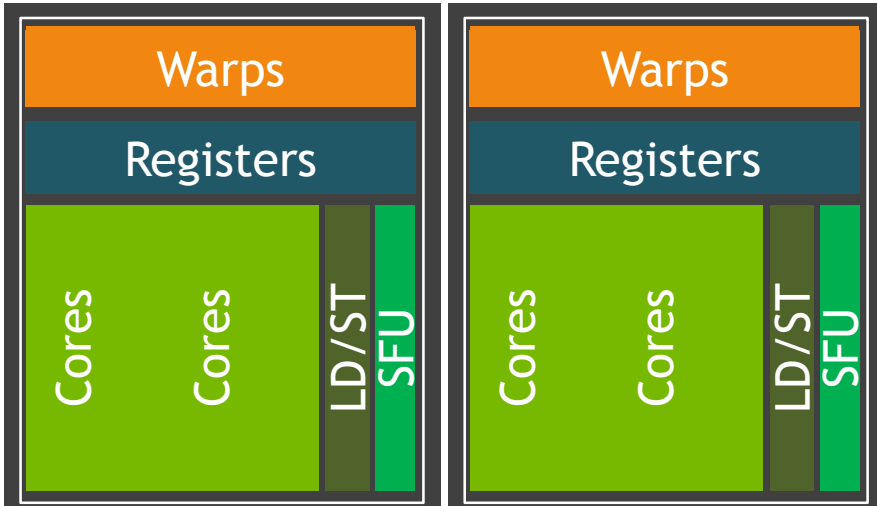 Warps
Registers
Cores
Cores
LD/ST
SFU
Warps
Registers
Cores
Cores
LD/ST
SFU